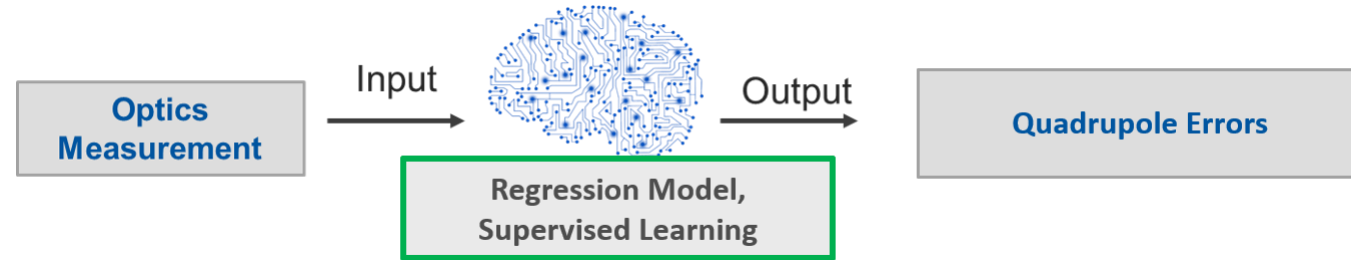 Optics
Measurement
Input
Output
Quadrupole Errors
Regression Model,
Supervised Learning